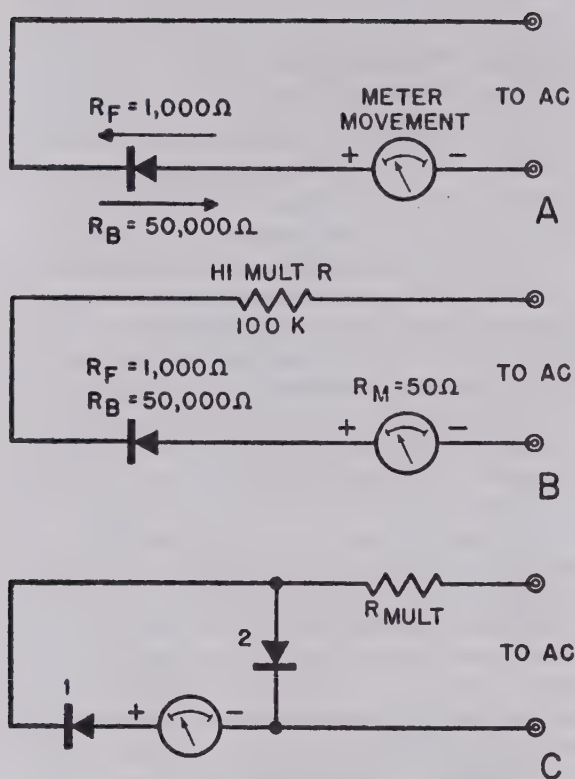 R_F = 1,000Ω
METER
MOVEMENT
TO AC
+ −
R_B = 50,000Ω
A
HI MULT R
100 K
R_F = 1,000Ω
R_B = 50,000Ω
R_M = 50Ω
TO AC
+ −
B
R_MULT
2
TO AC
1
+ −
C